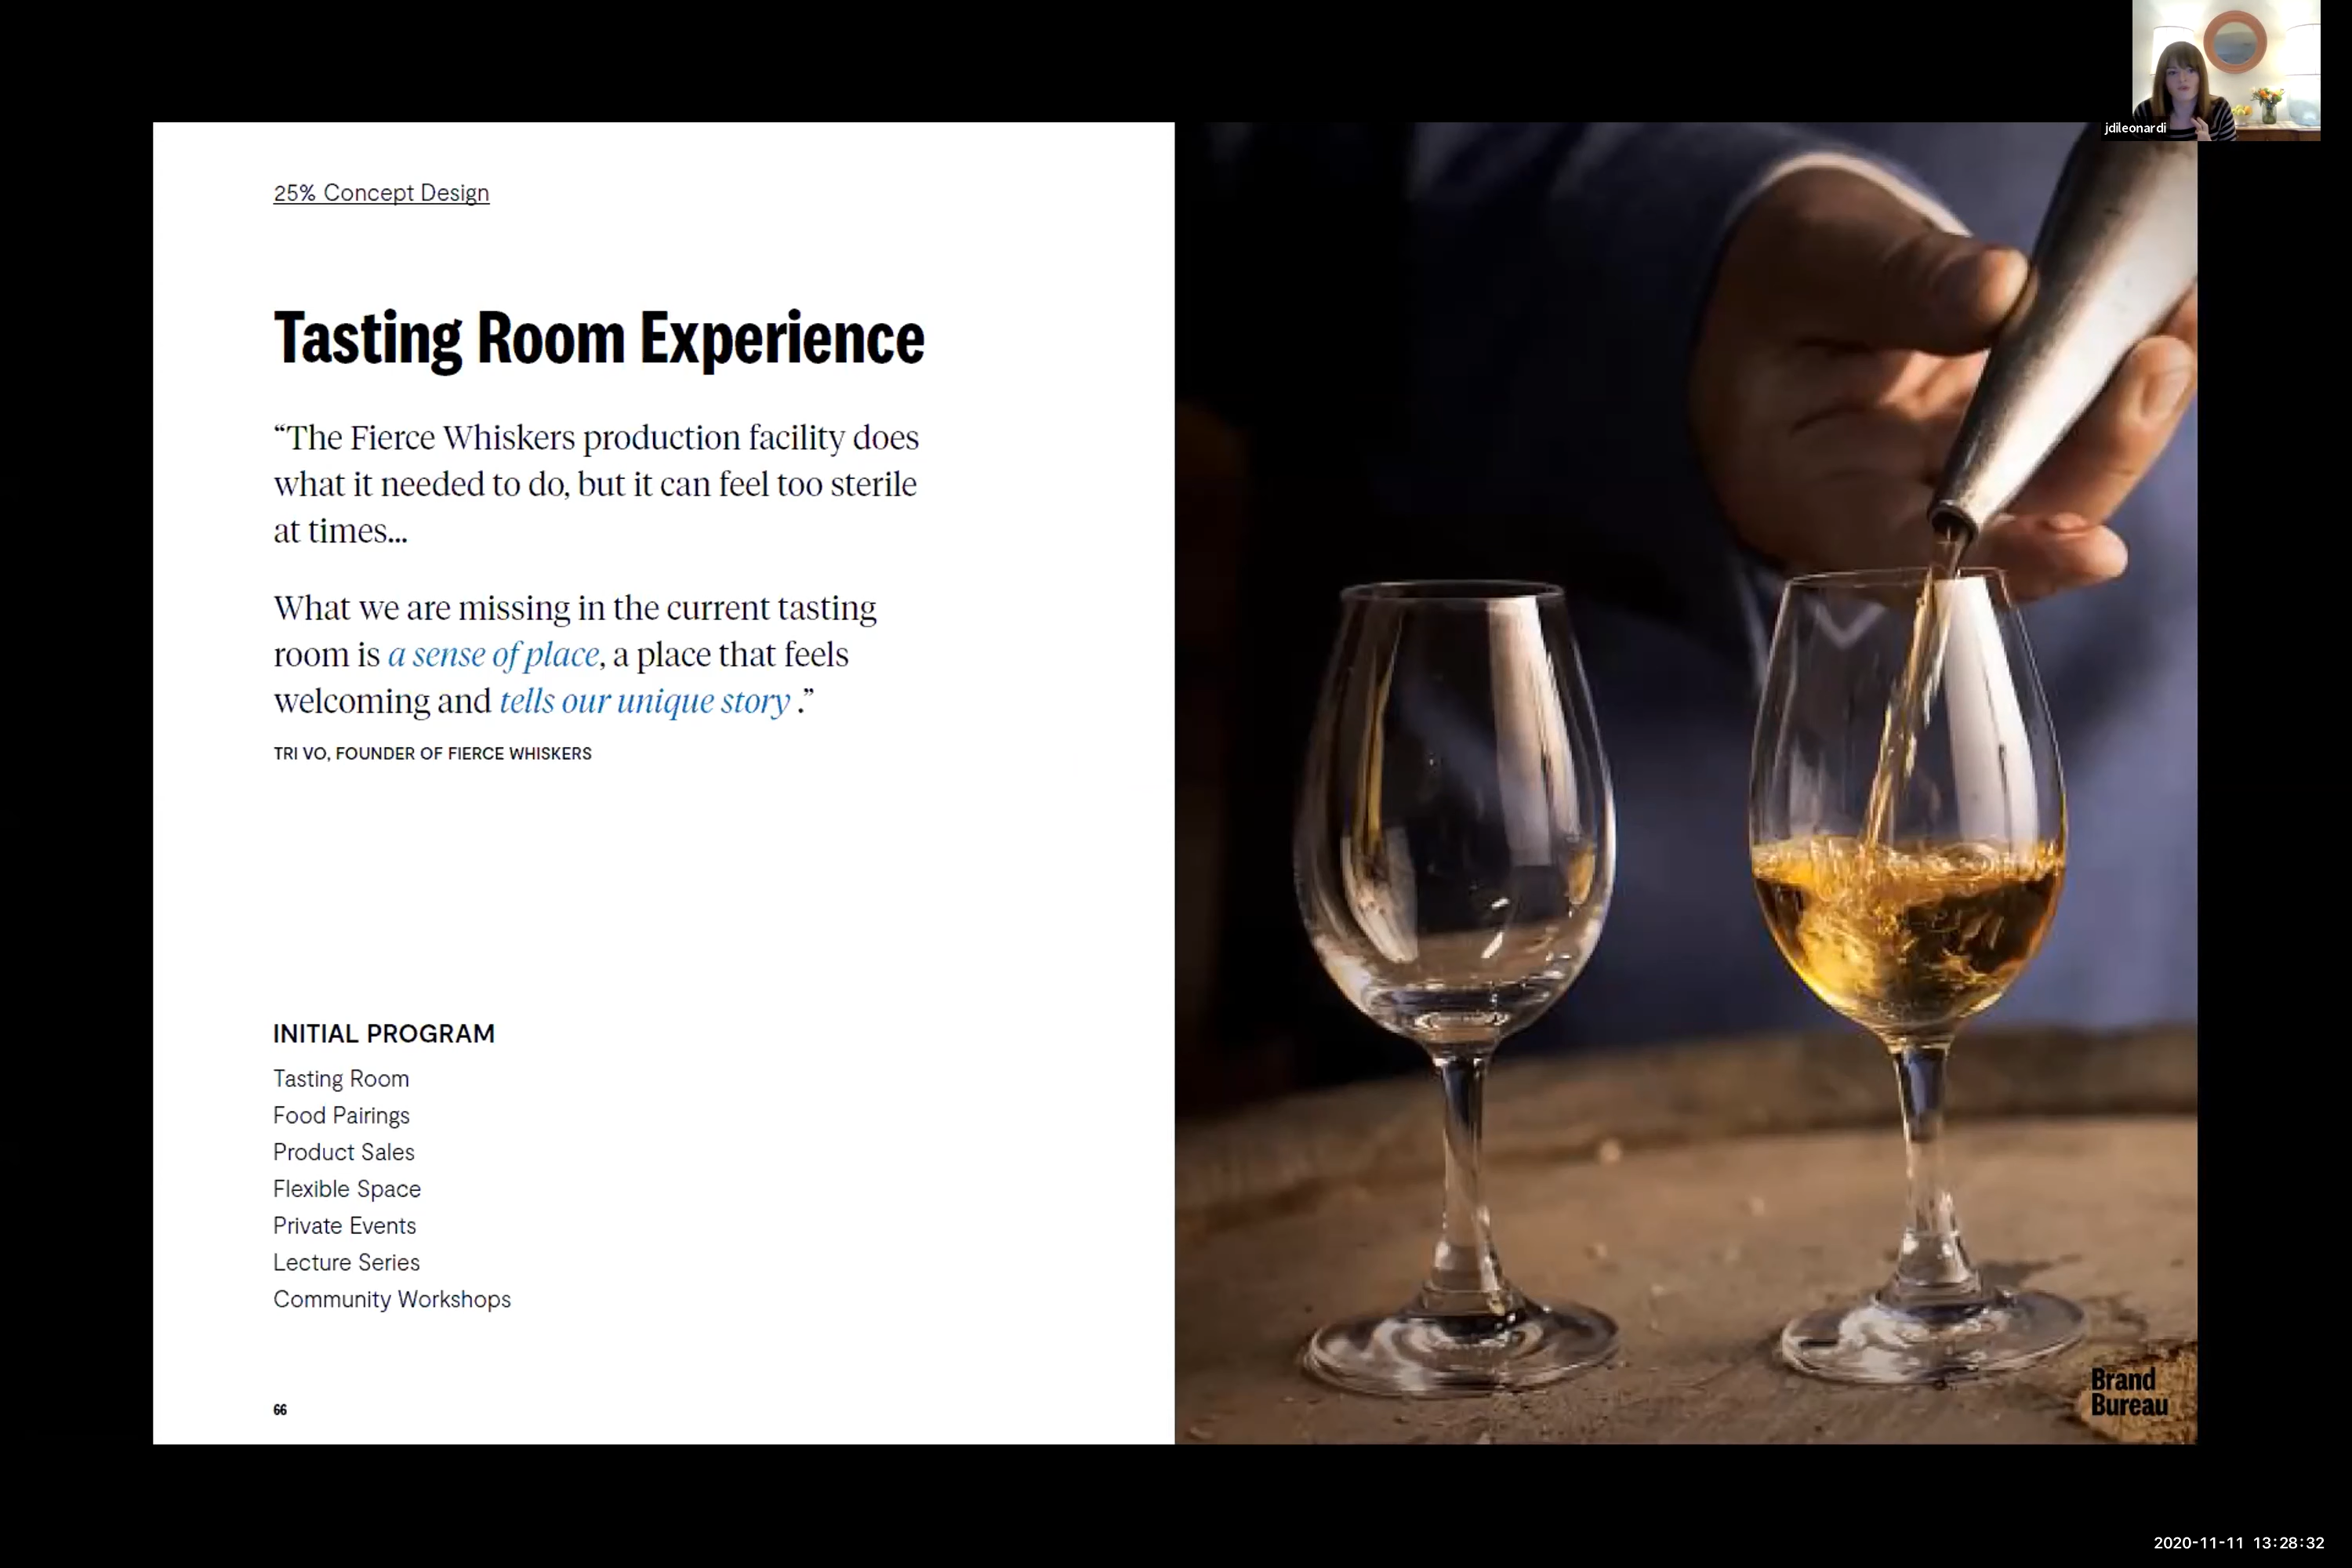 jdileonardi
25% Concept Design
Tasting Room Experience
“The Fierce Whiskers production facility does
what it needed to do, but it can feel too sterile
at times...
What we are missing in the current tasting
room is a sense of place, a place that feels
welcoming and tells our unique story .”
TRI VO, FOUNDER OF FIERCE WHISKERS
INITIAL PROGRAM
Tasting Room
Food Pairings
Product Sales
Flexible Space
Private Events
Lecture Series
Community Workshops
66
Brand
Bureau
2020-11-11 13:28:32